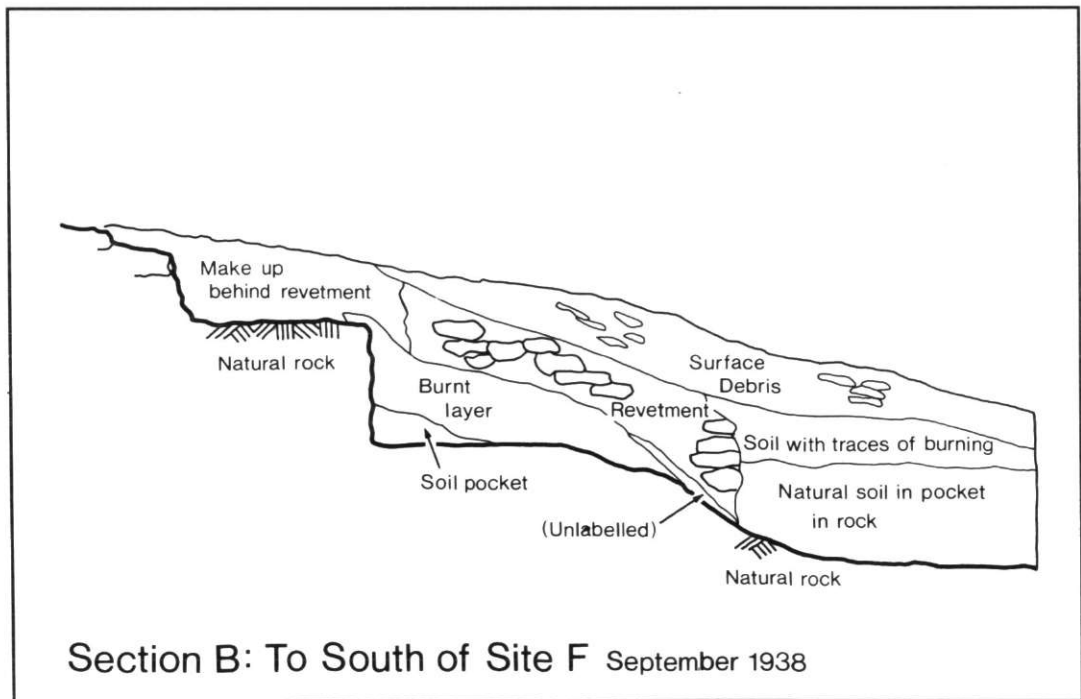 Make up
behind revetment
Natural rock
Surface
Debris
Burnt
layer
Revetment
Soil with traces of burning
Soil pocket
Natural soil in pocket
in rock
(Unlabelled)
Natural rock
Section B: To South of Site F September 1938